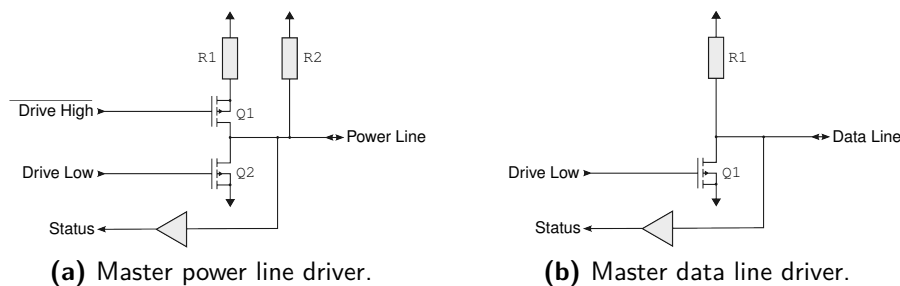 R1
R2
Drive High
Q1
Power Line
Drive Low
Q2
Status
(a) Master power line driver.
R1
Data Line
Drive Low
Q1
Status
(b) Master data line driver.